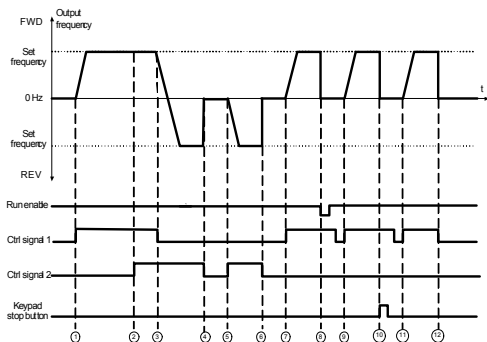 FWD
Output
frequency
Set
frequency
0 Hz
t
Set
frequency
REV
Run enable
Ctrl signal 1
Ctrl signal 2
Keypad
stop button
1 2 3 4 5 6 7 8 9 10 11 12